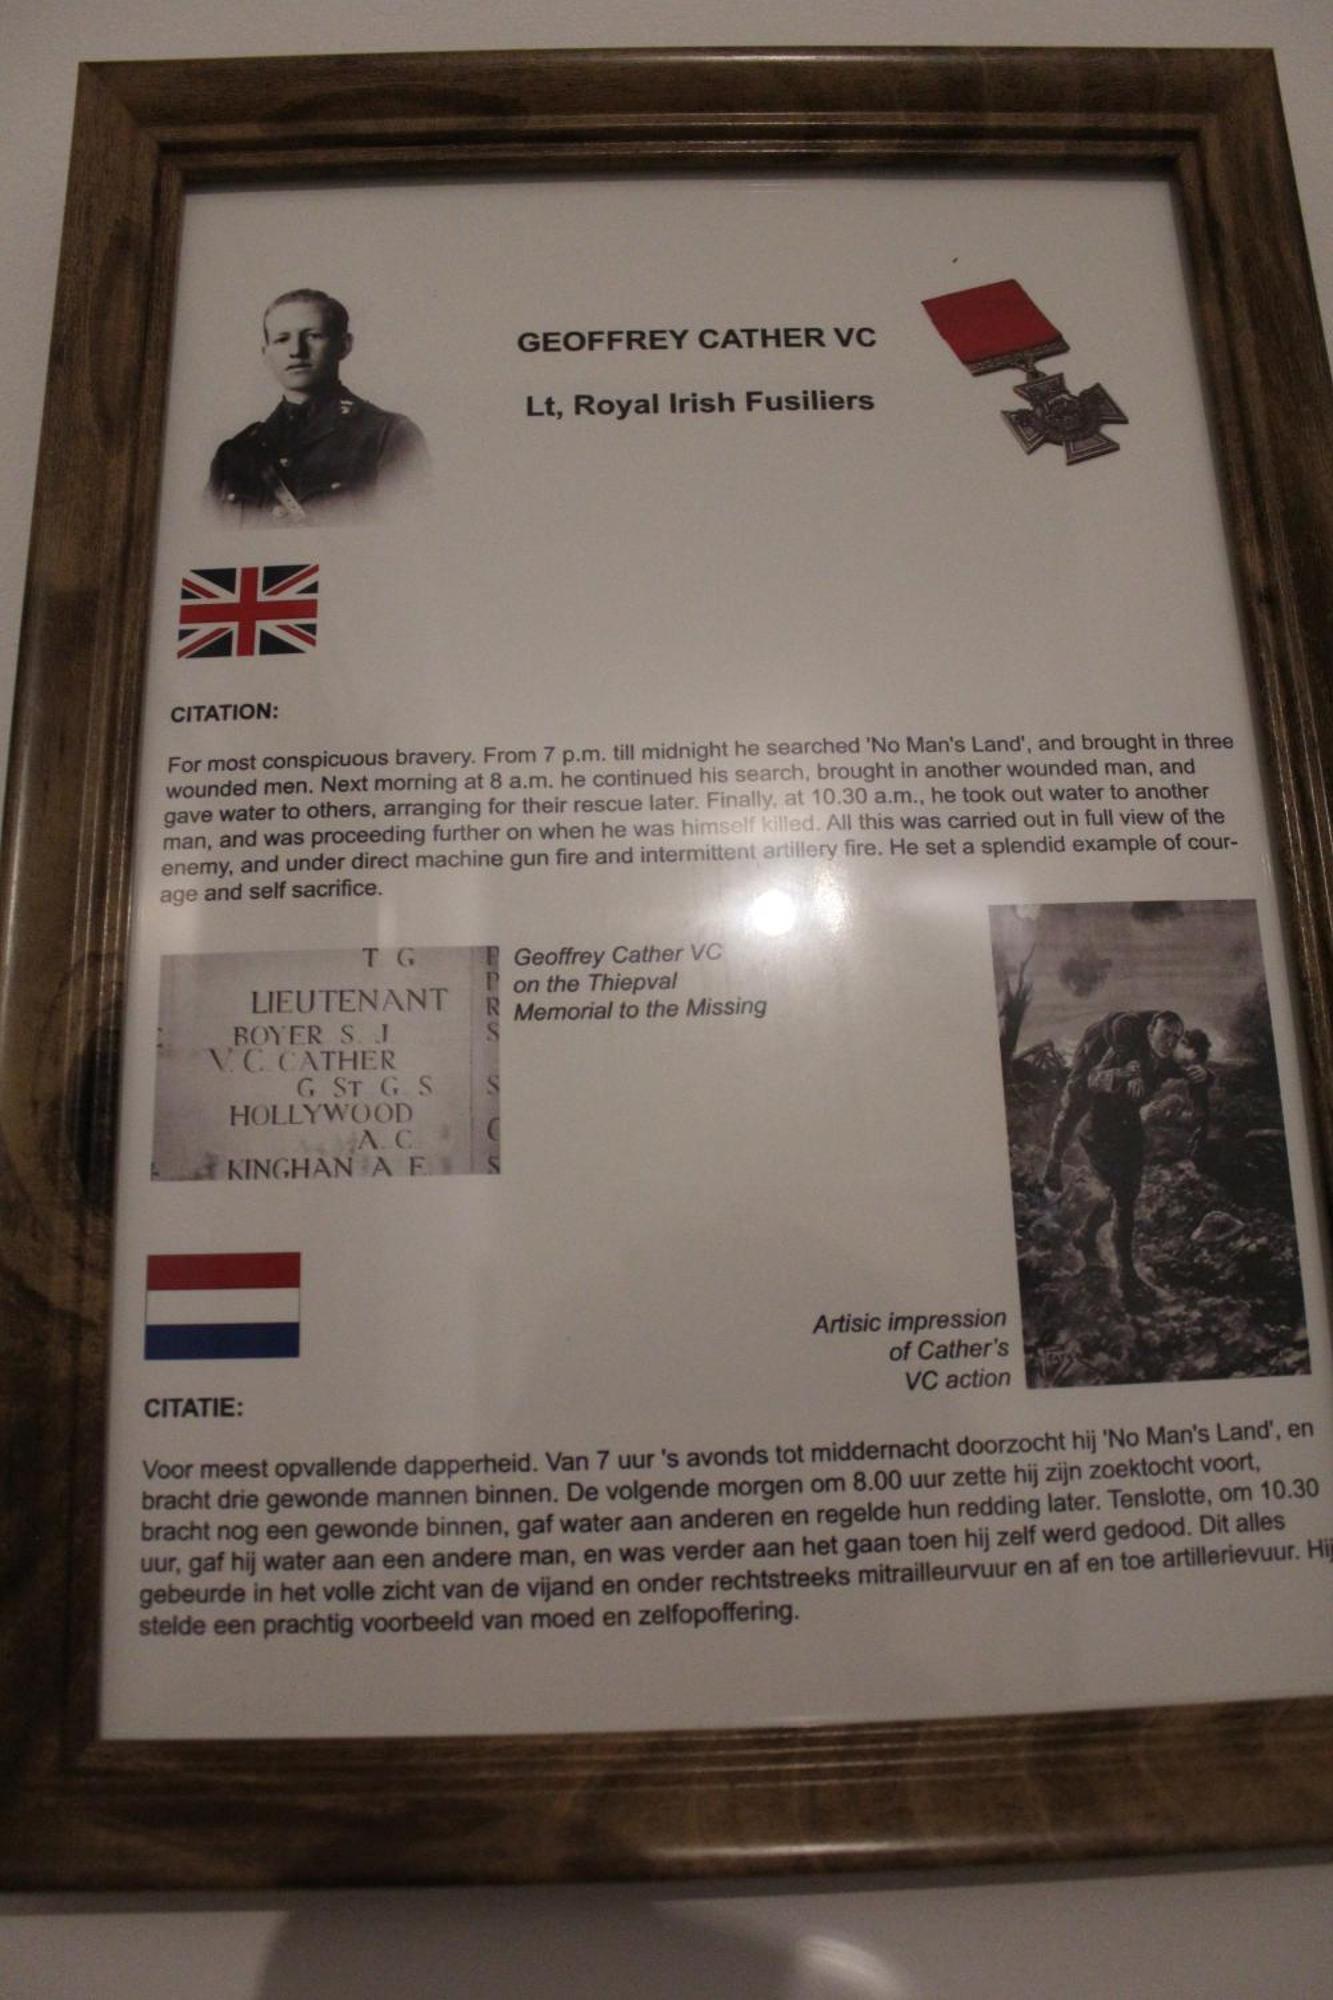 GEOFFREY CATHER VC
Lt, Royal Irish Fusiliers
CITATION:
For most conspicuous bravery. From 7 p.m. till midnight he searched 'No Man's Land', and brought in three
wounded men. Next morning at 8 a.m. he continued his search, brought in another wounded man, and
gave water to others, arranging for their rescue later. Finally, at 10.30 a.m., he took out water to another
man, and was proceeding further on when he was himself killed. All this was carried out in full view of the
enemy, and under direct machine gun fire and intermittent artillery fire. He set a splendid example of cour-
age and self sacrifice.
T G
LIEUTENANT
BOYER S. J
V.C. CATHER
G ST G S
HOLLYWOOD
A. C
KINGHAN A F
R
S
S
C
S
Geoffrey Cather VC
on the Thiepval
Memorial to the Missing
Artisic impression
of Cather's
VC action
CITATIE:
Voor meest opvallende dapperheid. Van 7 uur 's avonds tot middernacht doorzocht hij 'No Man's Land', en
bracht drie gewonde mannen binnen. De volgende morgen om 8.00 uur zette hij zijn zoektocht voort,
bracht nog een gewonde binnen, gaf water aan anderen en regelde hun redding later. Tenslotte, om 10.30
uur, gaf hij water aan een andere man, en was verder aan het gaan toen hij zelf werd gedood. Dit alles
gebeurde in het volle zicht van de vijand en onder rechtstreeks mitrailleurvuur en af en toe artillerievuur. Hij
stelde een prachtig voorbeeld van moed en zelfopoffering.